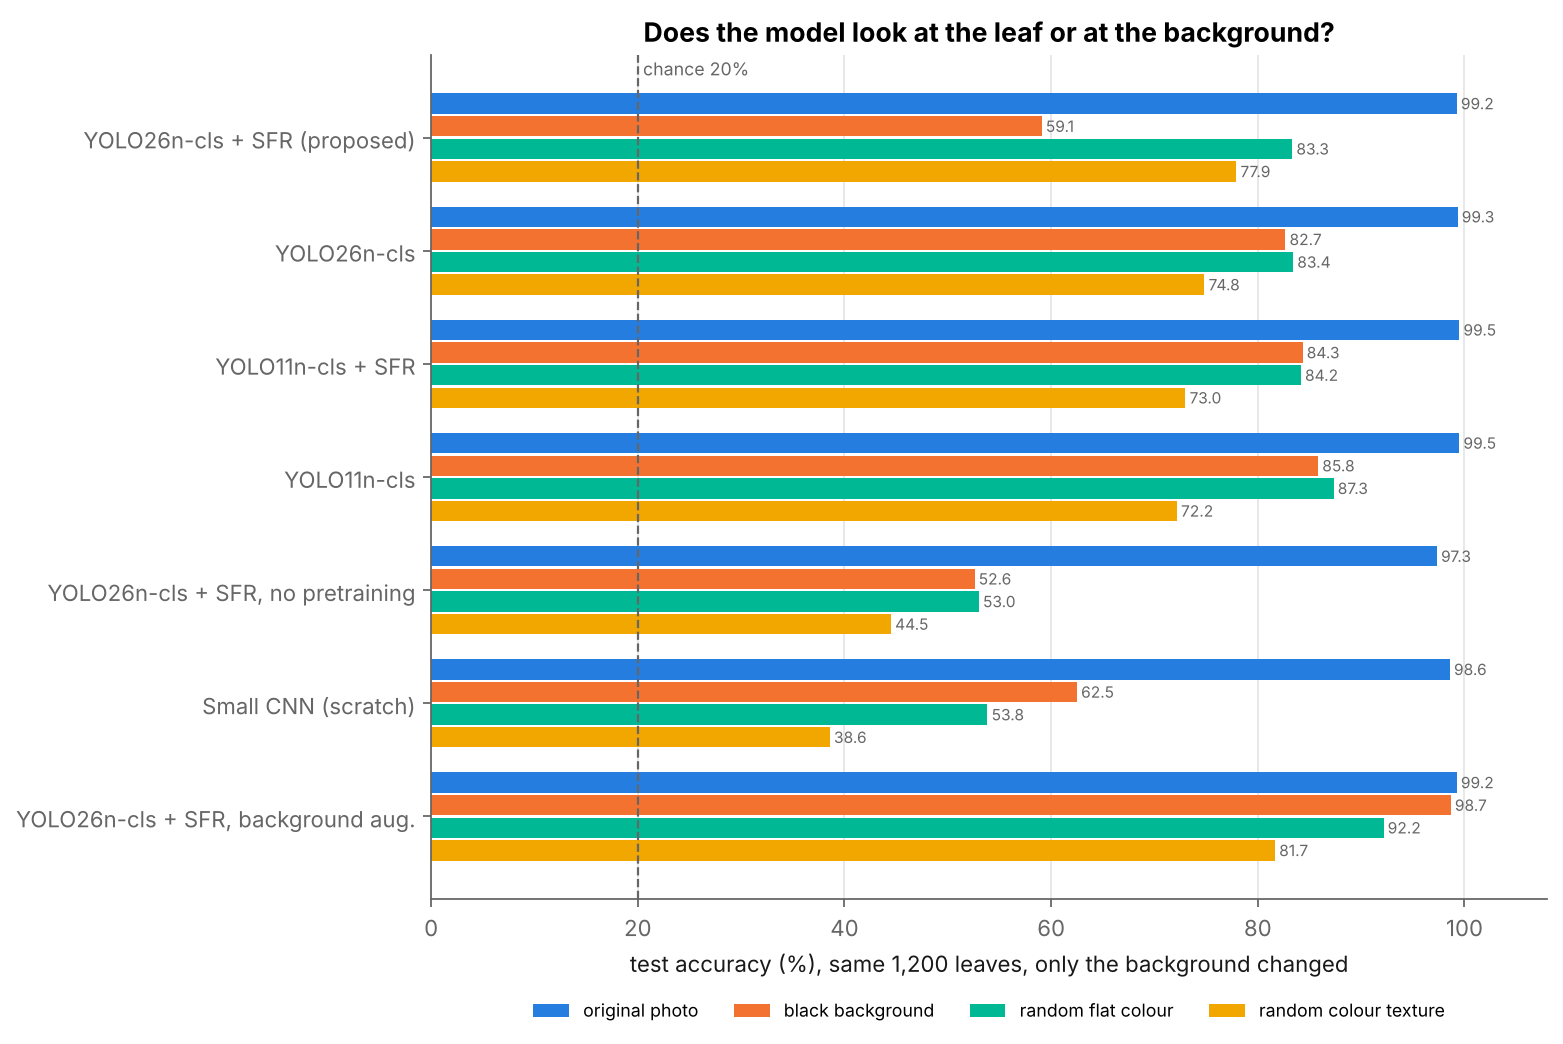 Does the model look at the leaf or at the background?
chance 20%
YOLO26n-cls + SFR (proposed)
99.2
59.1
83.3
77.9
YOLO26n-cls
99.3
82.7
83.4
74.8
YOLO11n-cls + SFR
99.5
84.3
84.2
73.0
YOLO11n-cls
99.5
85.8
87.3
72.2
YOLO26n-cls + SFR, no pretraining
97.3
52.6
53.0
44.5
Small CNN (scratch)
98.6
62.5
53.8
38.6
YOLO26n-cls + SFR, background aug.
99.2
98.7
92.2
81.7
0 20 40 60 80 100
test accuracy (%), same 1,200 leaves, only the background changed
original photo black background random flat colour random colour texture